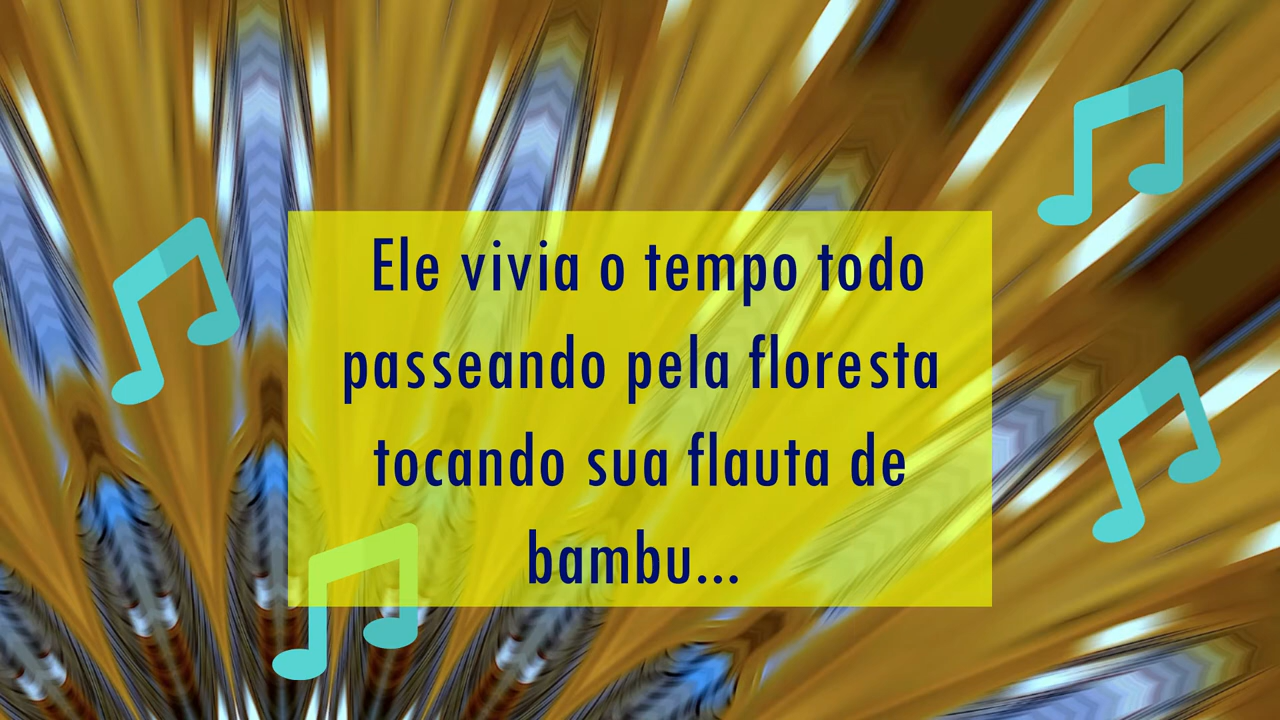 Ele vivia o tempo todo
passeando pela floresta
tocando sua flauta de
bambu...